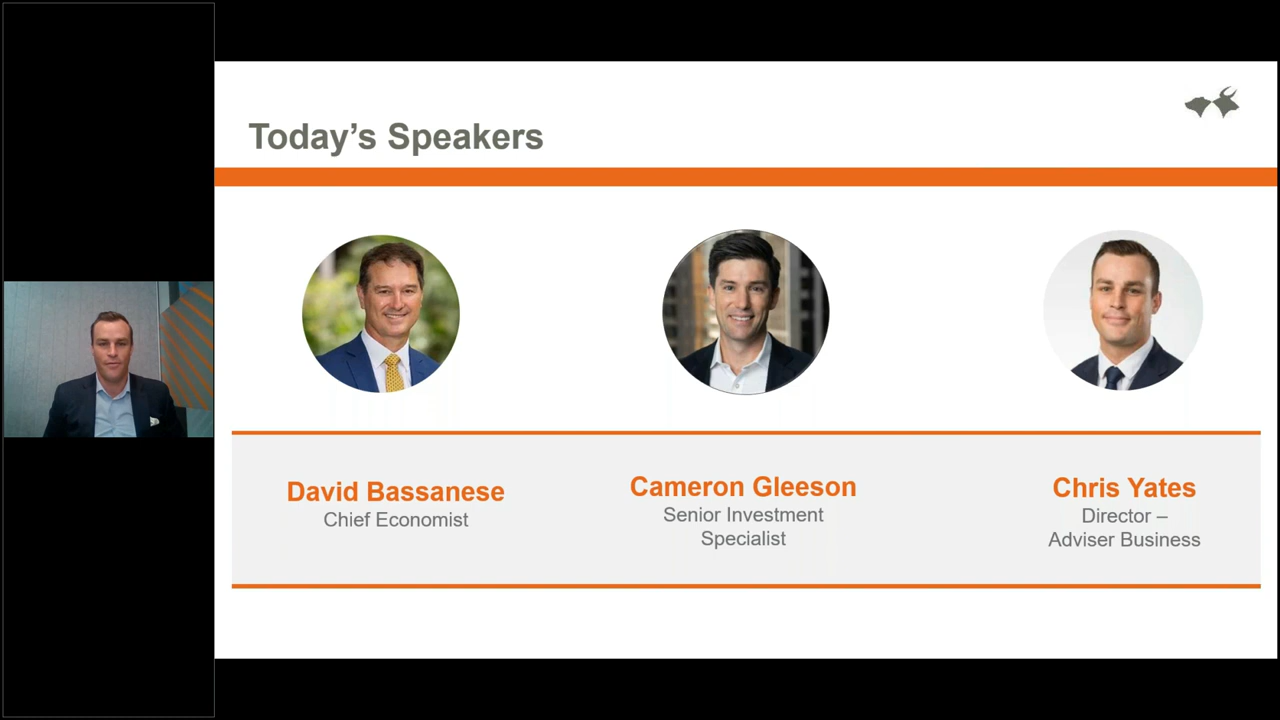 Today’s Speakers
David Bassanese
Chief Economist
Cameron Gleeson
Senior Investment
Specialist
Chris Yates
Director –
Adviser Business